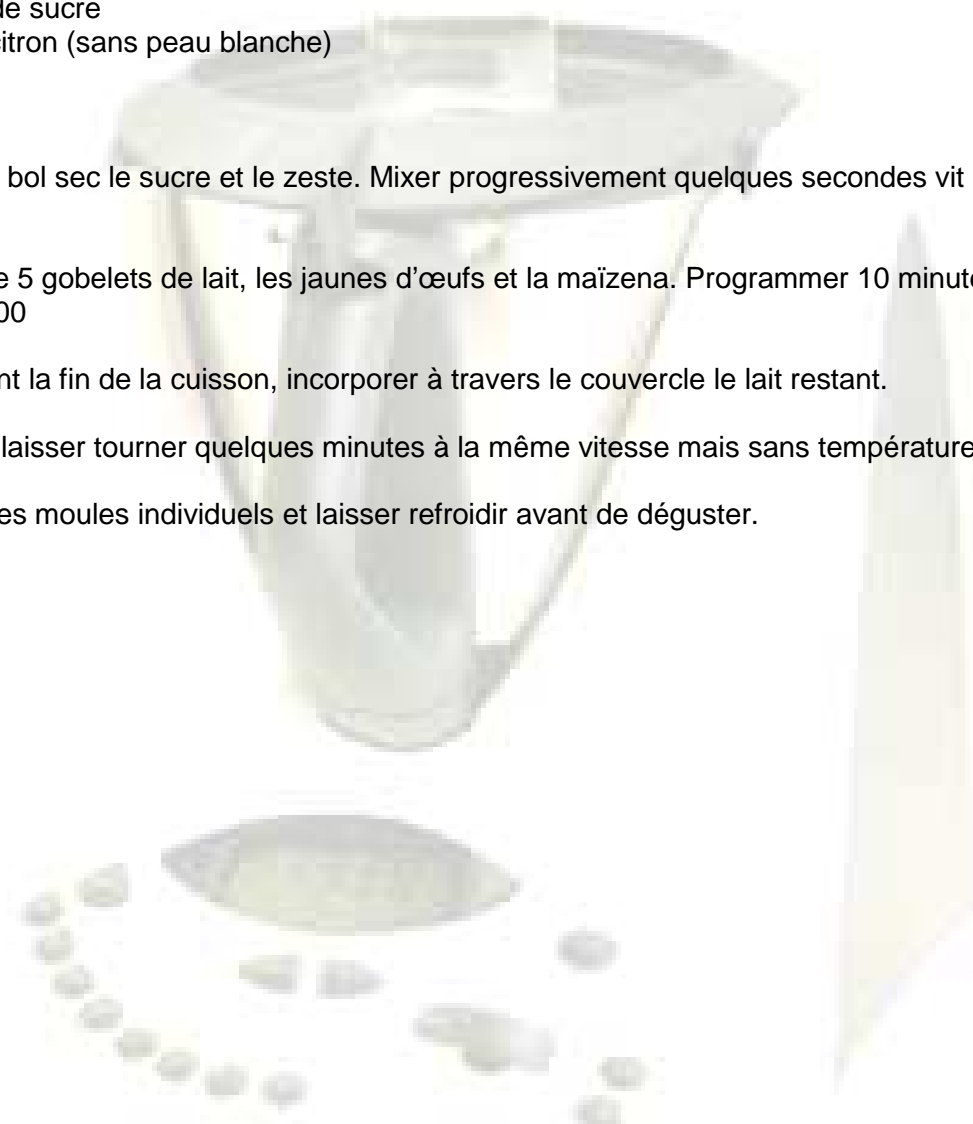 de sucre
citron (sans peau blanche)
bol sec le sucre et le zeste. Mixer progressivement quelques secondes vit
e 5 gobelets de lait, les jaunes d’œufs et la maïzena. Programmer 10 minut
00
nt la fin de la cuisson, incorporer à travers le couvercle le lait restant.
laisser tourner quelques minutes à la même vitesse mais sans température
es moules individuels et laisser refroidir avant de déguster.